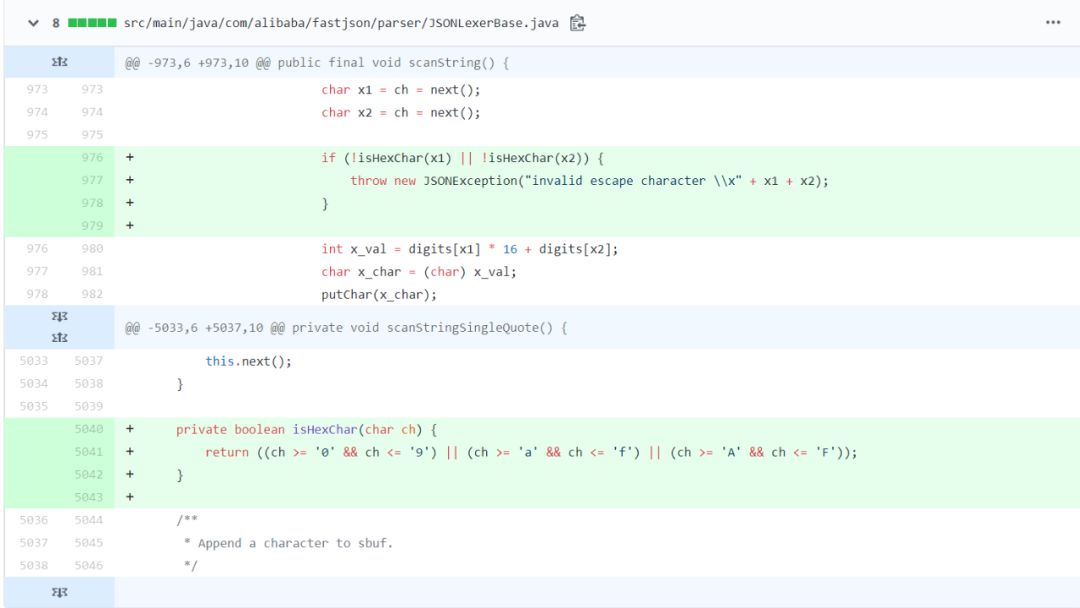 8 src/main/java/com/alibaba/fastjson/parser/JSONLexerBase.java
@@ -973,6 +973,10 @@ public final void scanString() {
973 973 char x1 = ch = next();
974 974 char x2 = ch = next();
975 975
976 + if (!isHexChar(x1) || !isHexChar(x2)) {
977 + throw new JSONException("invalid escape character \\x" + x1 + x2);
978 + }
979 +
976 980 int x_val = digits[x1] * 16 + digits[x2];
977 981 char x_char = (char) x_val;
978 982 putChar(x_char);
@@ -5033,6 +5037,10 @@ private void scanStringSingleQuote() {
5033 5037 this.next();
5034 5038 }
5035 5039
5040 + private boolean isHexChar(char ch) {
5041 + return ((ch >= '0' && ch <= '9') || (ch >= 'a' && ch <= 'f') || (ch >= 'A' && ch <= 'F'));
5042 + }
5043 +
5036 5044 /**
5037 5045 * Append a character to sbuf.
5038 5046 */